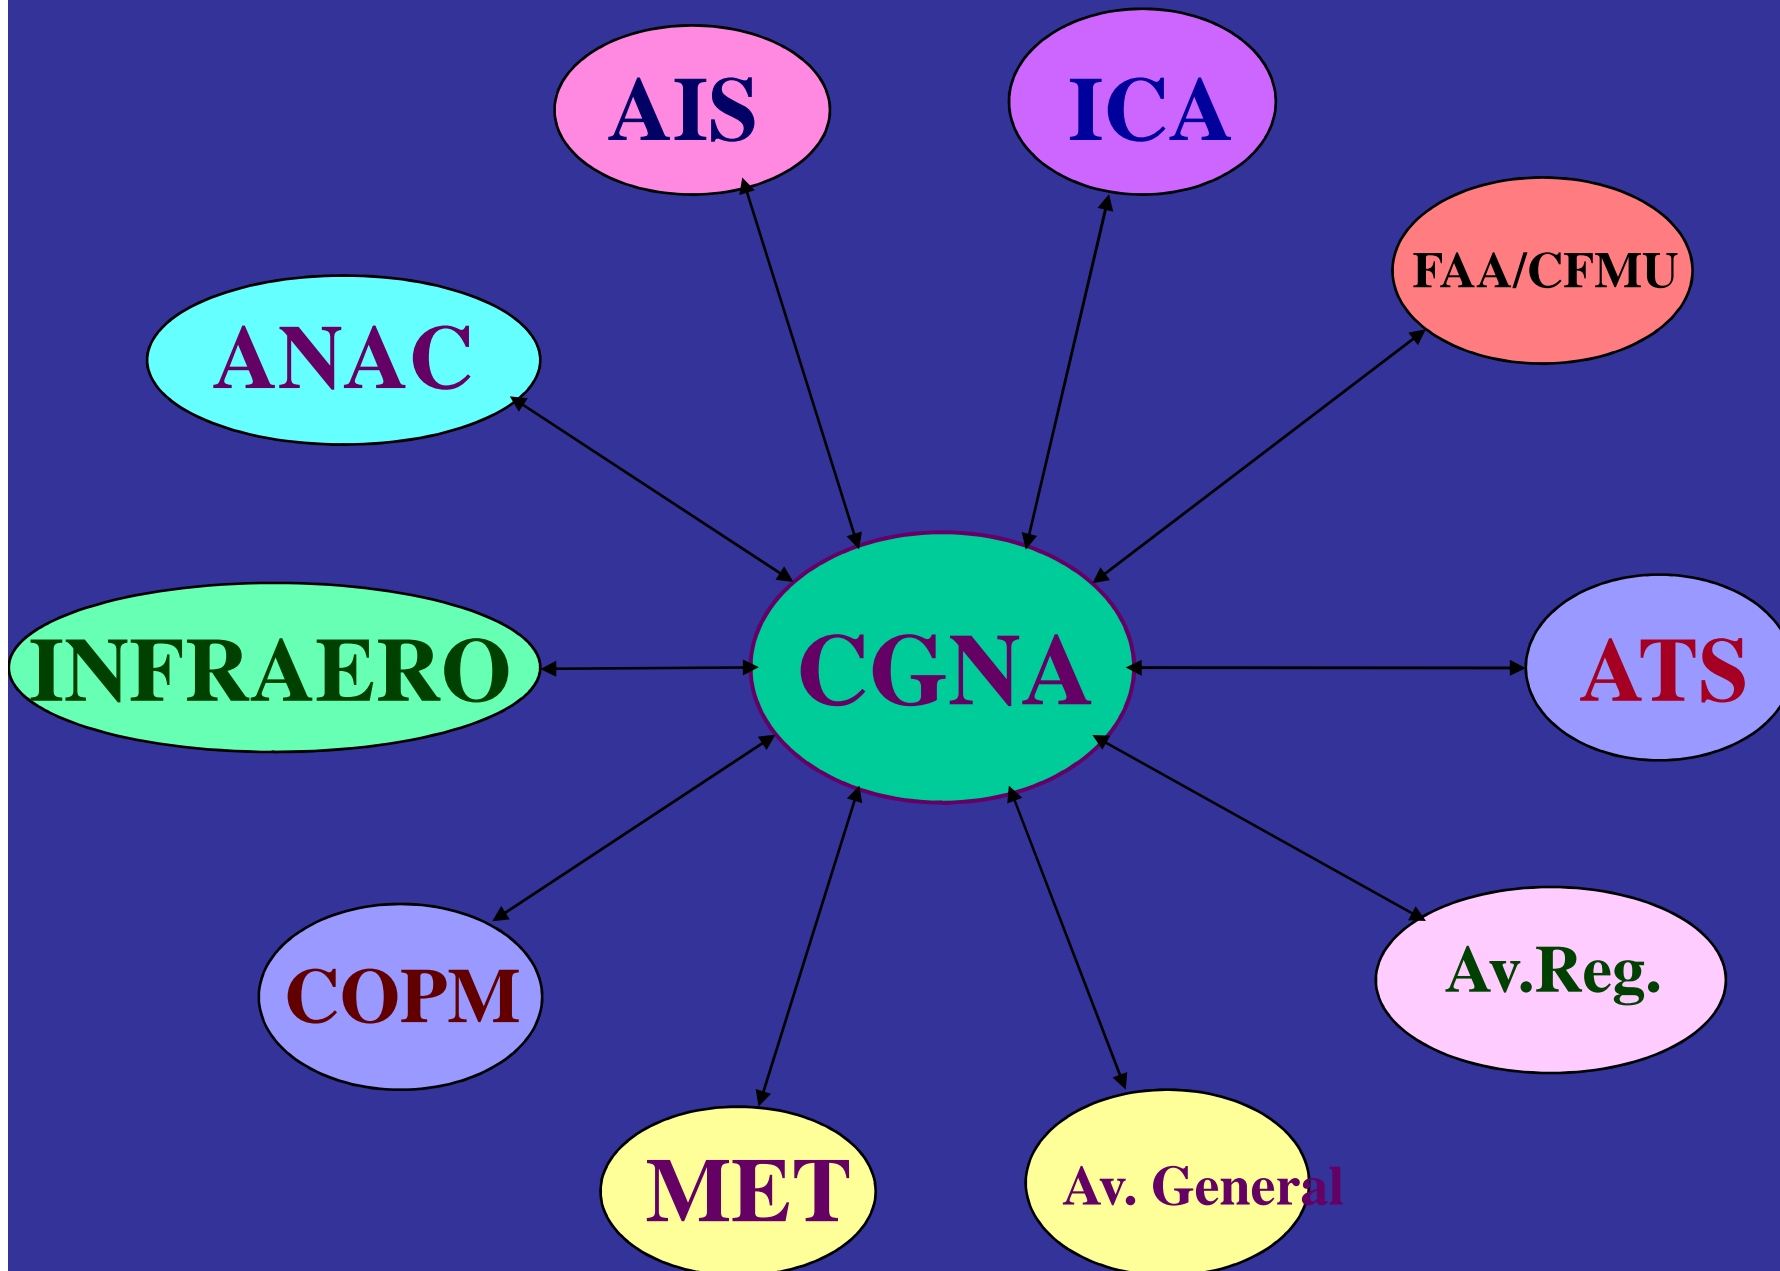 AIS
ICA
FAA/CFMU
ANAC
INFRAERO
CGNA
ATS
COPM
Av.Reg.
MET
Av. General